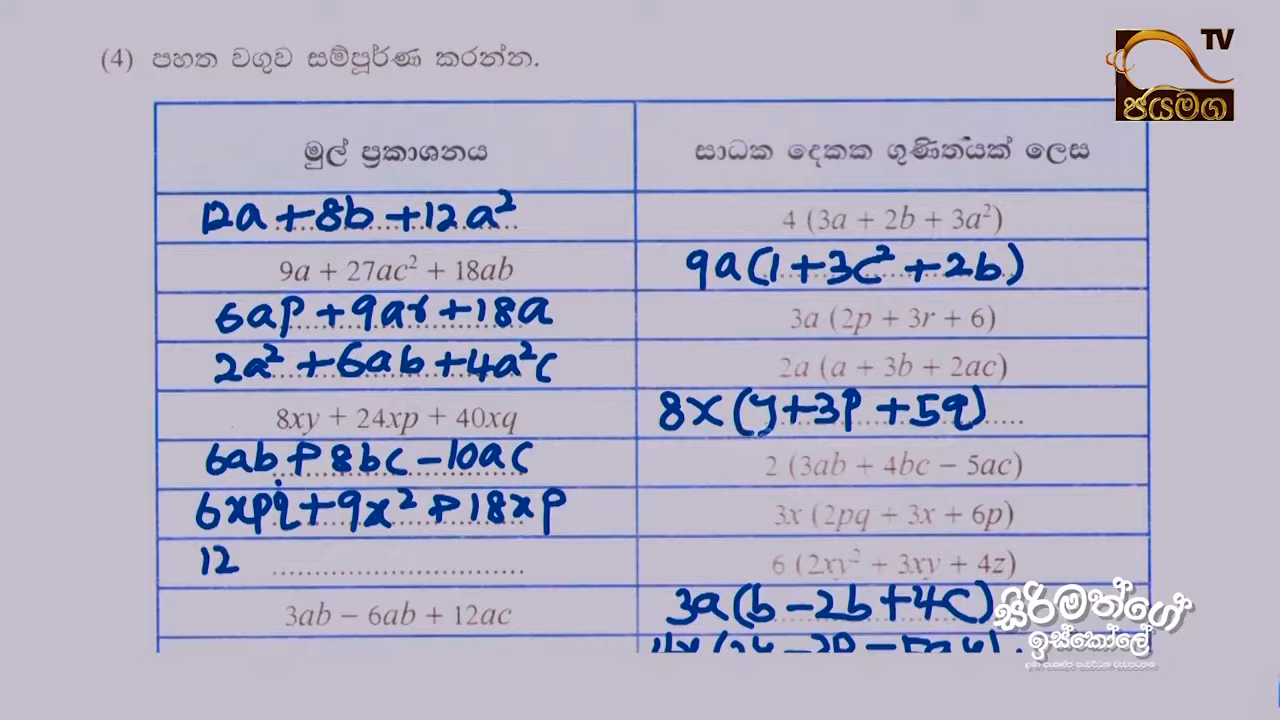 TV
ජයමග
(4) පහත වගුව සම්පූර්ණ කරන්න.
මුල් ප්‍රකාශනය
සාධක දෙකක ගුණිතයක් ලෙස
12a + 8b + 12a²
4 (3a + 2b + 3a²)
9a + 27ac² + 18ab
9a(1 + 3c² + 2b)
6ap + 9ar + 18a
3a (2p + 3r + 6)
2a² + 6ab + 4a²c
2a (a + 3b + 2ac)
8xy + 24xp + 40xq
8x(y + 3p + 5q)
6ab + 8bc - 10ac
2 (3ab + 4bc − 5ac)
6xpq + 9x² + 18xp
3x (2pq + 3x + 6p)
12
6 (2xy² + 3xy + 4z)
3ab − 6ab + 12ac
3a(b - 2b + 4c)
සිරිමත්ගේ
ඉස්කෝලේ